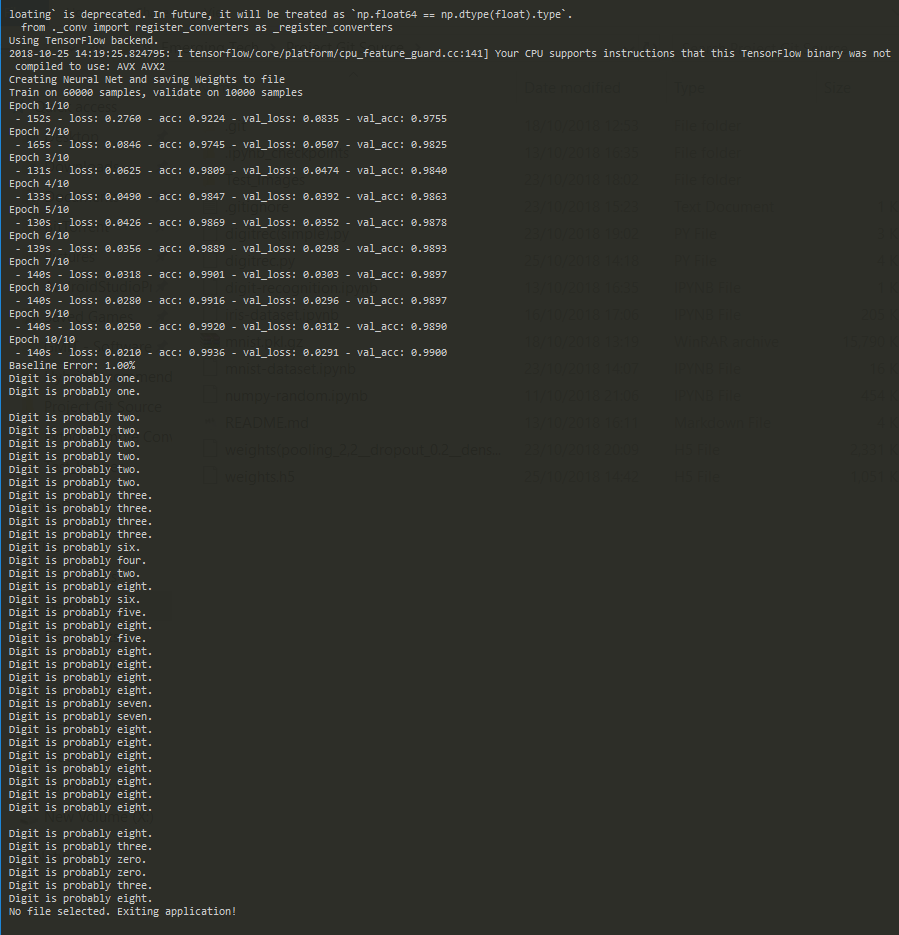 loating` is deprecated. In future, it will be treated as `np.float64 == np.dtype(float).type`.
from ._conv import register_converters as _register_converters
Using TensorFlow backend.
2018-10-25 14:19:25.824795: I tensorflow/core/platform/cpu_feature_guard.cc:141] Your CPU supports instructions that this TensorFlow binary was not
compiled to use: AVX AVX2
Creating Neural Net and saving Weights to file
Train on 60000 samples, validate on 10000 samples
Epoch 1/10
- 152s - loss: 0.2760 - acc: 0.9224 - val_loss: 0.0835 - val_acc: 0.9755
Epoch 2/10
- 165s - loss: 0.0846 - acc: 0.9745 - val_loss: 0.0507 - val_acc: 0.9825
Epoch 3/10
- 131s - loss: 0.0625 - acc: 0.9809 - val_loss: 0.0474 - val_acc: 0.9840
Epoch 4/10
- 133s - loss: 0.0490 - acc: 0.9847 - val_loss: 0.0392 - val_acc: 0.9863
Epoch 5/10
- 130s - loss: 0.0426 - acc: 0.9869 - val_loss: 0.0352 - val_acc: 0.9878
Epoch 6/10
- 139s - loss: 0.0356 - acc: 0.9889 - val_loss: 0.0298 - val_acc: 0.9893
Epoch 7/10
- 140s - loss: 0.0318 - acc: 0.9901 - val_loss: 0.0303 - val_acc: 0.9897
Epoch 8/10
- 140s - loss: 0.0280 - acc: 0.9916 - val_loss: 0.0296 - val_acc: 0.9897
Epoch 9/10
- 140s - loss: 0.0250 - acc: 0.9920 - val_loss: 0.0312 - val_acc: 0.9890
Epoch 10/10
- 140s - loss: 0.0210 - acc: 0.9936 - val_loss: 0.0291 - val_acc: 0.9900
Baseline Error: 1.00%
Digit is probably one.
Digit is probably one.
Digit is probably two.
Digit is probably two.
Digit is probably two.
Digit is probably two.
Digit is probably two.
Digit is probably two.
Digit is probably three.
Digit is probably three.
Digit is probably three.
Digit is probably three.
Digit is probably six.
Digit is probably four.
Digit is probably two.
Digit is probably eight.
Digit is probably six.
Digit is probably five.
Digit is probably eight.
Digit is probably five.
Digit is probably eight.
Digit is probably eight.
Digit is probably eight.
Digit is probably eight.
Digit is probably seven.
Digit is probably seven.
Digit is probably eight.
Digit is probably eight.
Digit is probably eight.
Digit is probably eight.
Digit is probably eight.
Digit is probably eight.
Digit is probably eight.
Digit is probably eight.
Digit is probably three.
Digit is probably zero.
Digit is probably zero.
Digit is probably three.
Digit is probably eight.
No file selected. Exiting application!